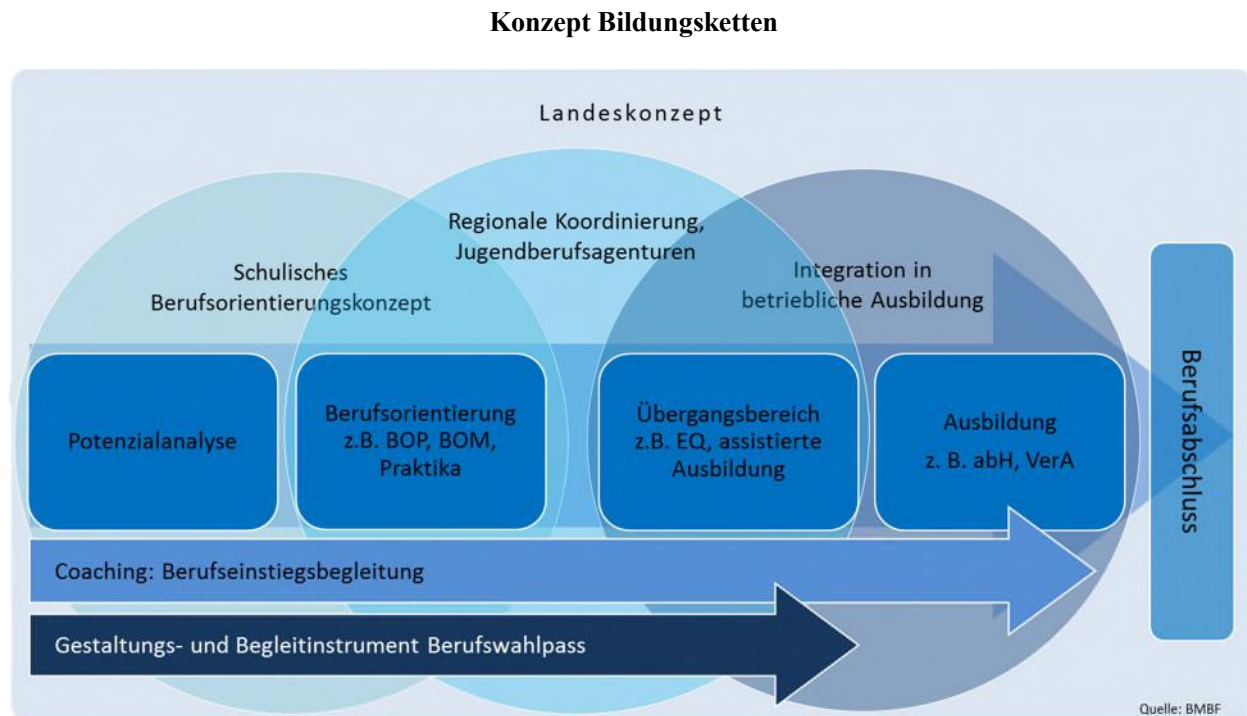 Konzept Bildungsketten
Landeskonzept
Regionale Koordinierung,
Jugendberufsagenturen
Schulisches
Berufsorientierungskonzept
Integration in
betriebliche Ausbildung
Potenzialanalyse
Berufsorientierung
z.B. BOP, BOM,
Praktika
Übergangsbereich
z.B. EQ, assistierte
Ausbildung
Ausbildung
z. B. abH, VerA
Berufsabschluss
Coaching: Berufseinstiegsbegleitung
Gestaltungs- und Begleitinstrument Berufswahlpass
Quelle: BMBF